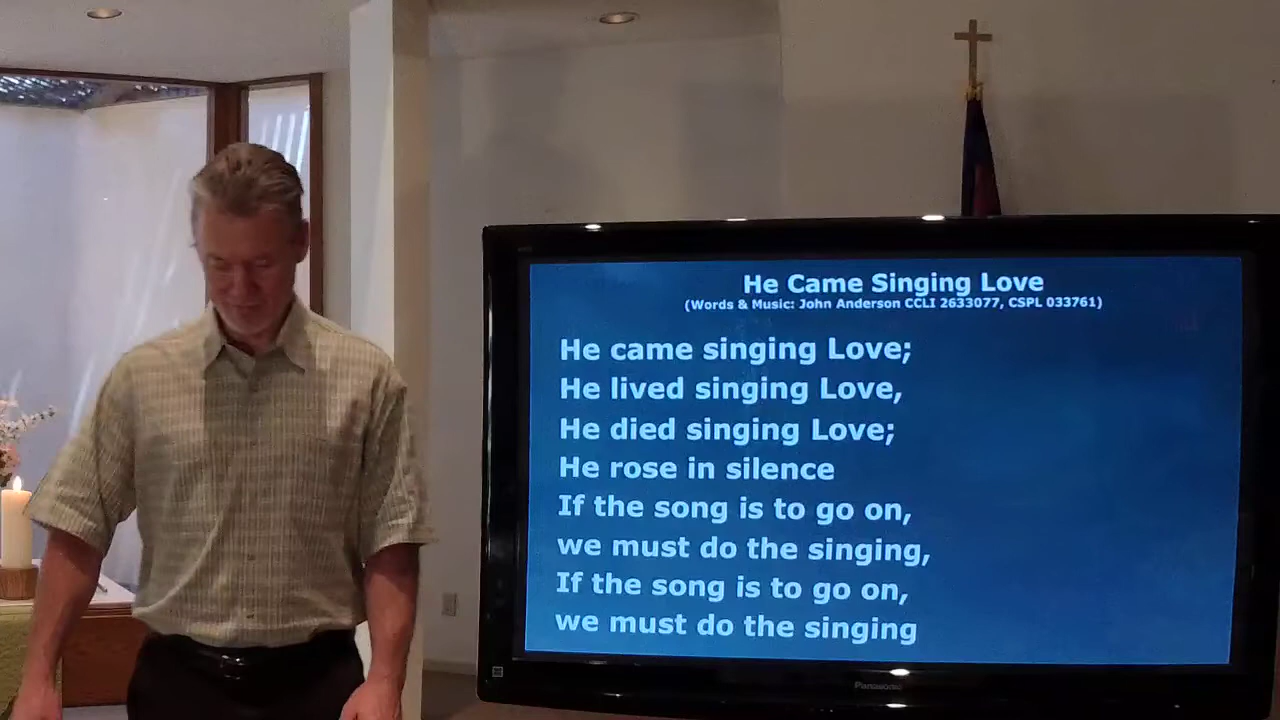 He Came Singing Love
(Words & Music: John Anderson CCLI 2633077, CSPL 033761)
He came singing Love;
He lived singing Love,
He died singing Love;
He rose in silence
If the song is to go on,
we must do the singing,
If the song is to go on,
we must do the singing
Panasonic